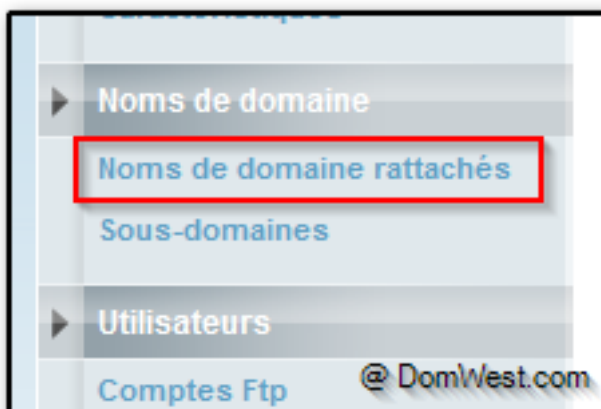 Noms de domaine
Noms de domaine rattachés
Sous-domaines
Utilisateurs
Comptes Ftp
@ DomWest.com